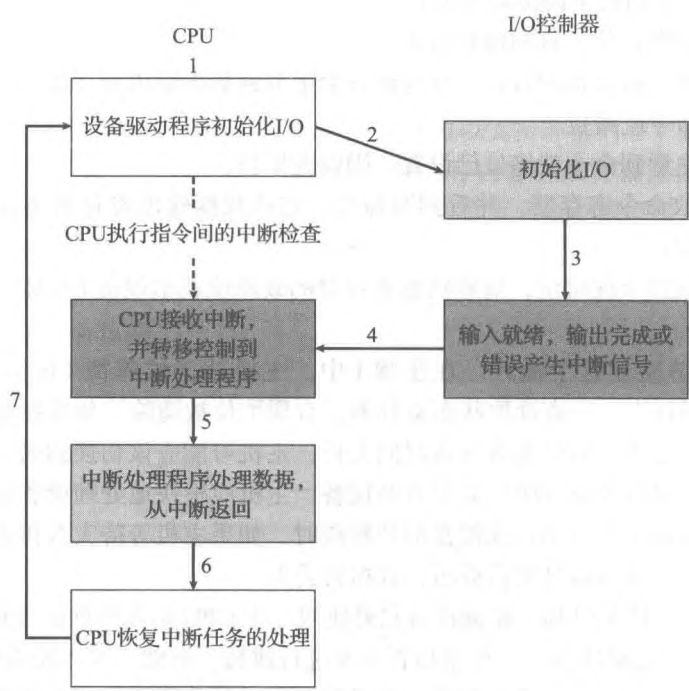 I/O控制器
CPU
1
设备驱动程序初始化I/O
2
初始化I/O
CPU执行指令间的中断检查
3
CPU接收中断,
并转移控制到
中断处理程序
4
输入就绪，输出完成或
错误产生中断信号
7
5
中断处理程序处理数据,
从中断返回
6
CPU恢复中断任务的处理